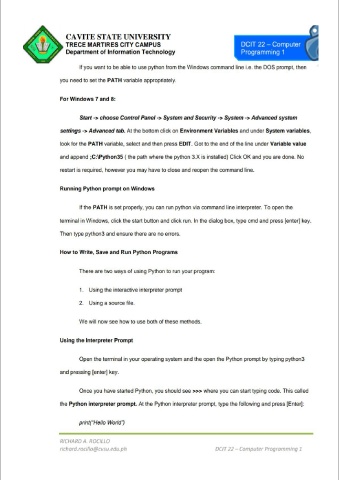 CAVITE STATE UNIVERSITY
TRECE MARTIRES CITY CAMPUS
Department of Information Technology
DCIT 22 – Computer
Programming 1
If you want to be able to use python from the Windows command line i.e. the DOS prompt, then
you need to set the PATH variable appropriately.
For Windows 7 and 8:
Start -> choose Control Panel -> System and Security -> System -> Advanced system
settings -> Advanced tab. At the bottom click on Environment Variables and under System variables,
look for the PATH variable, select and then press EDIT. Got to the end of the line under Variable value
and append ;C:\Python35 ( the path where the python 3.X is installed) Click OK and you are done. No
restart is required, however you may have to close and reopen the command line.
Running Python prompt on Windows
If the PATH is set properly, you can run python via command line interpreter. To open the
terminal in Windows, click the start button and click run. In the dialog box, type cmd and press [enter] key.
Then type python3 and ensure there are no errors.
How to Write, Save and Run Python Programs
There are two ways of using Python to run your program:
1. Using the interactive interpreter prompt
2. Using a source file.
We will now see how to use both of these methods.
Using the Interpreter Prompt
Open the terminal in your operating system and the open the Python prompt by typing python3
and pressing [enter] key.
Once you have started Python, you should see >>> where you can start typing code. This called
the Python interpreter prompt. At the Python interpreter prompt, type the following and press [Enter]:
print("Hello World")
RICHARD A. ROCILLO
richard.rocillo@cvsu.edu.ph DCIT 22 – Computer Programming 1